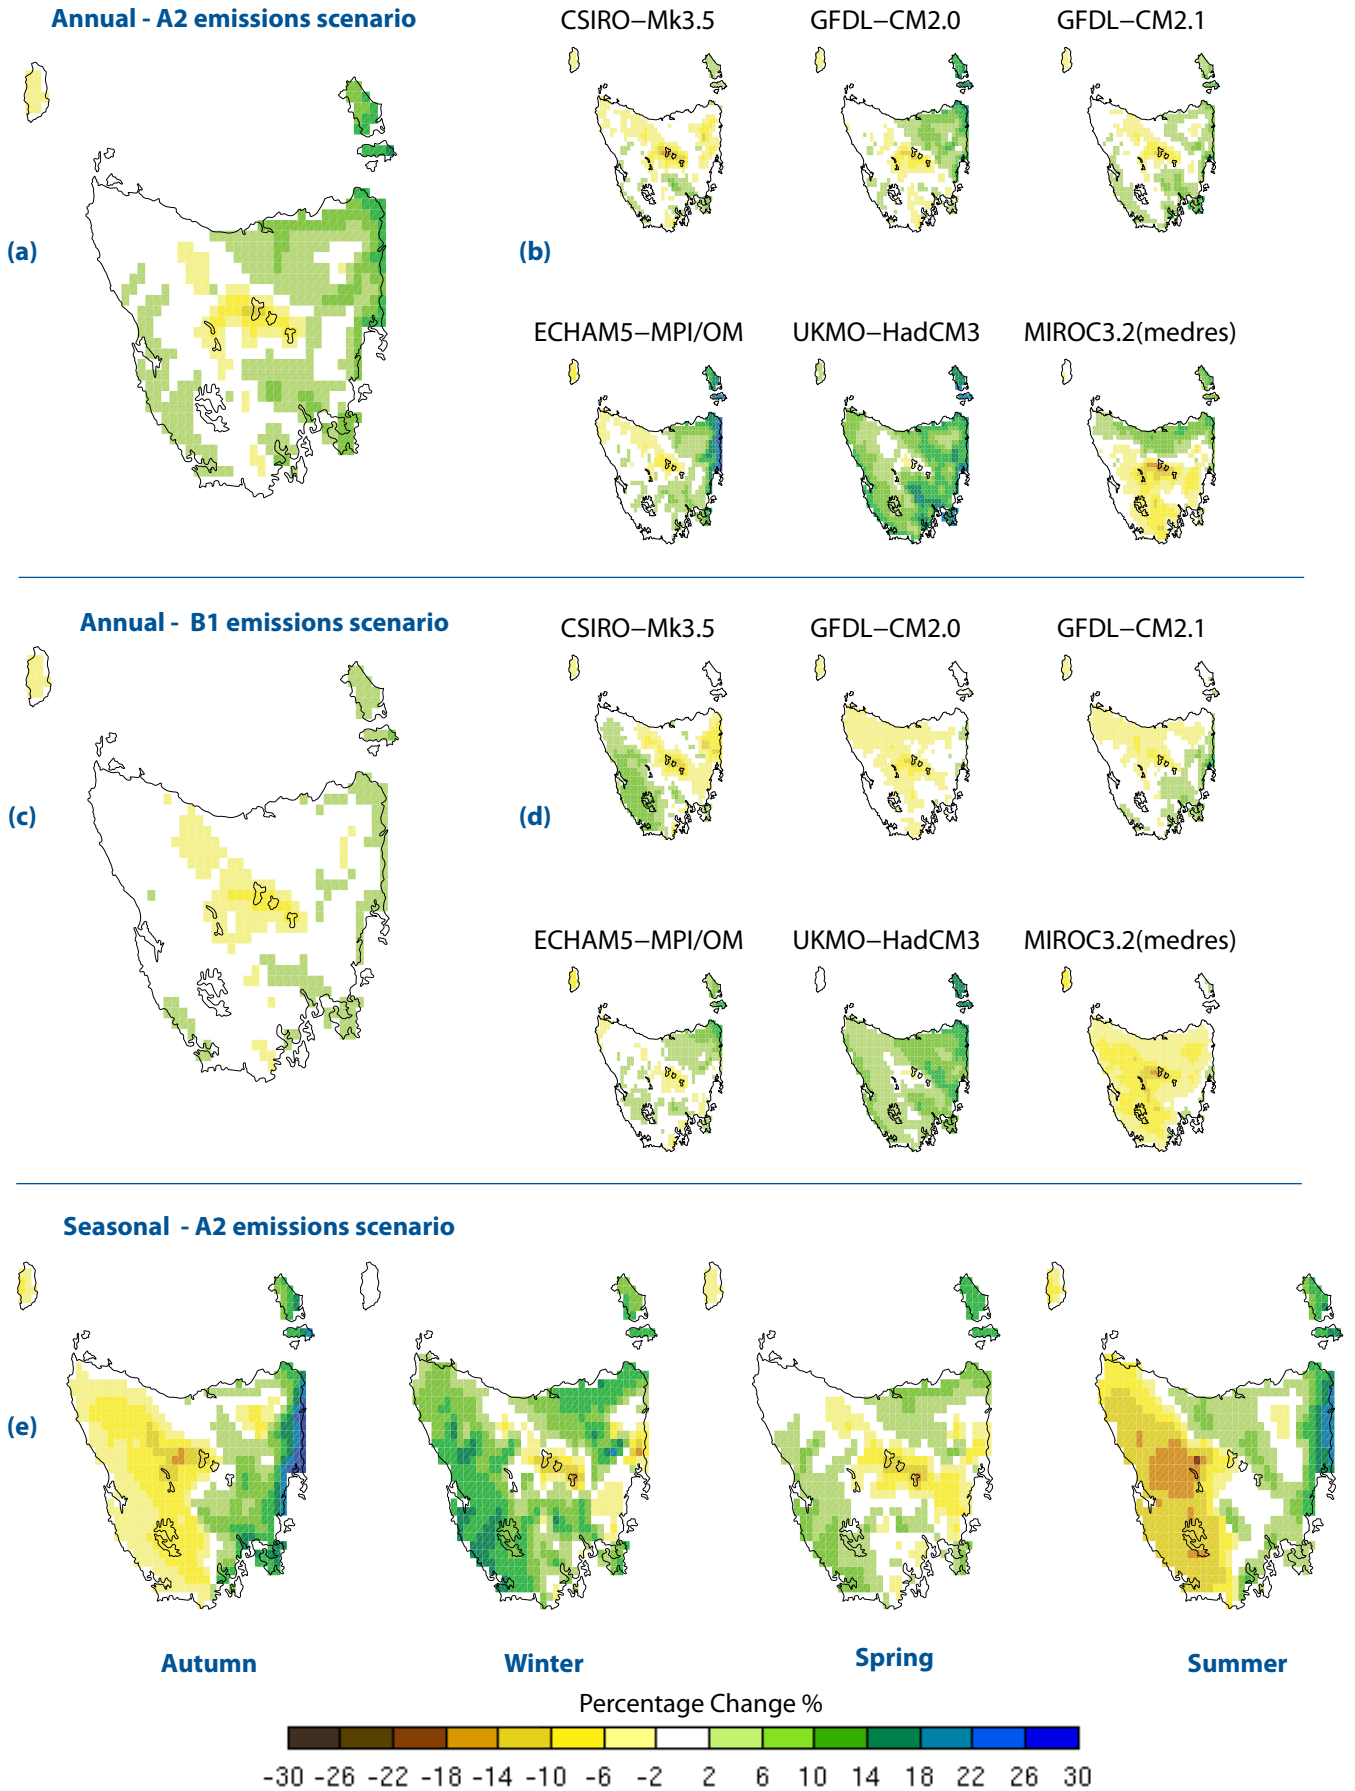 Annual - A2 emissions scenario
CSIRO–Mk3.5 GFDL–CM2.0 GFDL–CM2.1
(a) (b)
ECHAM5–MPI/OM UKMO–HadCM3 MIROC3.2(medres)
Annual - B1 emissions scenario
CSIRO–Mk3.5 GFDL–CM2.0 GFDL–CM2.1
(c) (d)
ECHAM5–MPI/OM UKMO–HadCM3 MIROC3.2(medres)
Seasonal - A2 emissions scenario
(e)
Autumn Winter Spring Summer
Percentage Change %
-30 -26 -22 -18 -14 -10 -6 -2 2 6 10 14 18 22 26 30